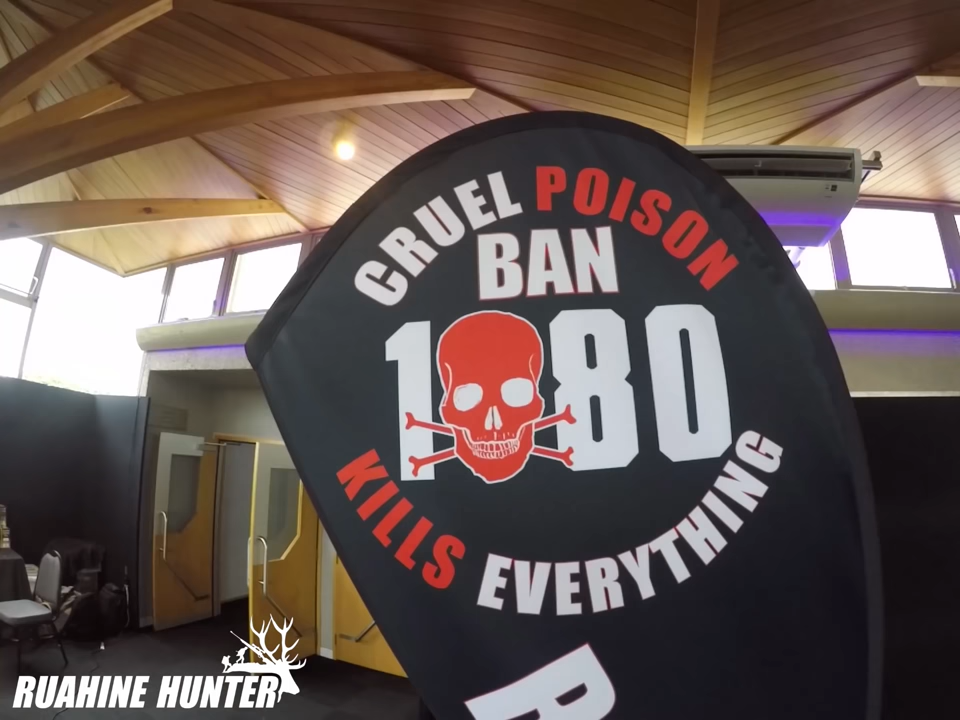 CRUEL POISON
BAN
1080
KILLS EVERYTHING
RUAHINE HUNTER